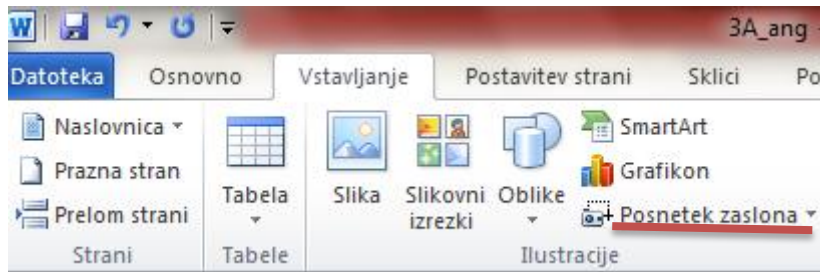 W
3A_ang -
Datoteka Osnovno Vstavljanje Postavitev strani Sklici Po
Naslovnica
Prazna stran
Prelom strani
Strani
Tabela
Tabele
Slika
Slikovni izrezki
Oblike
SmartArt
Grafikon
Posnetek zaslona
Ilustracije